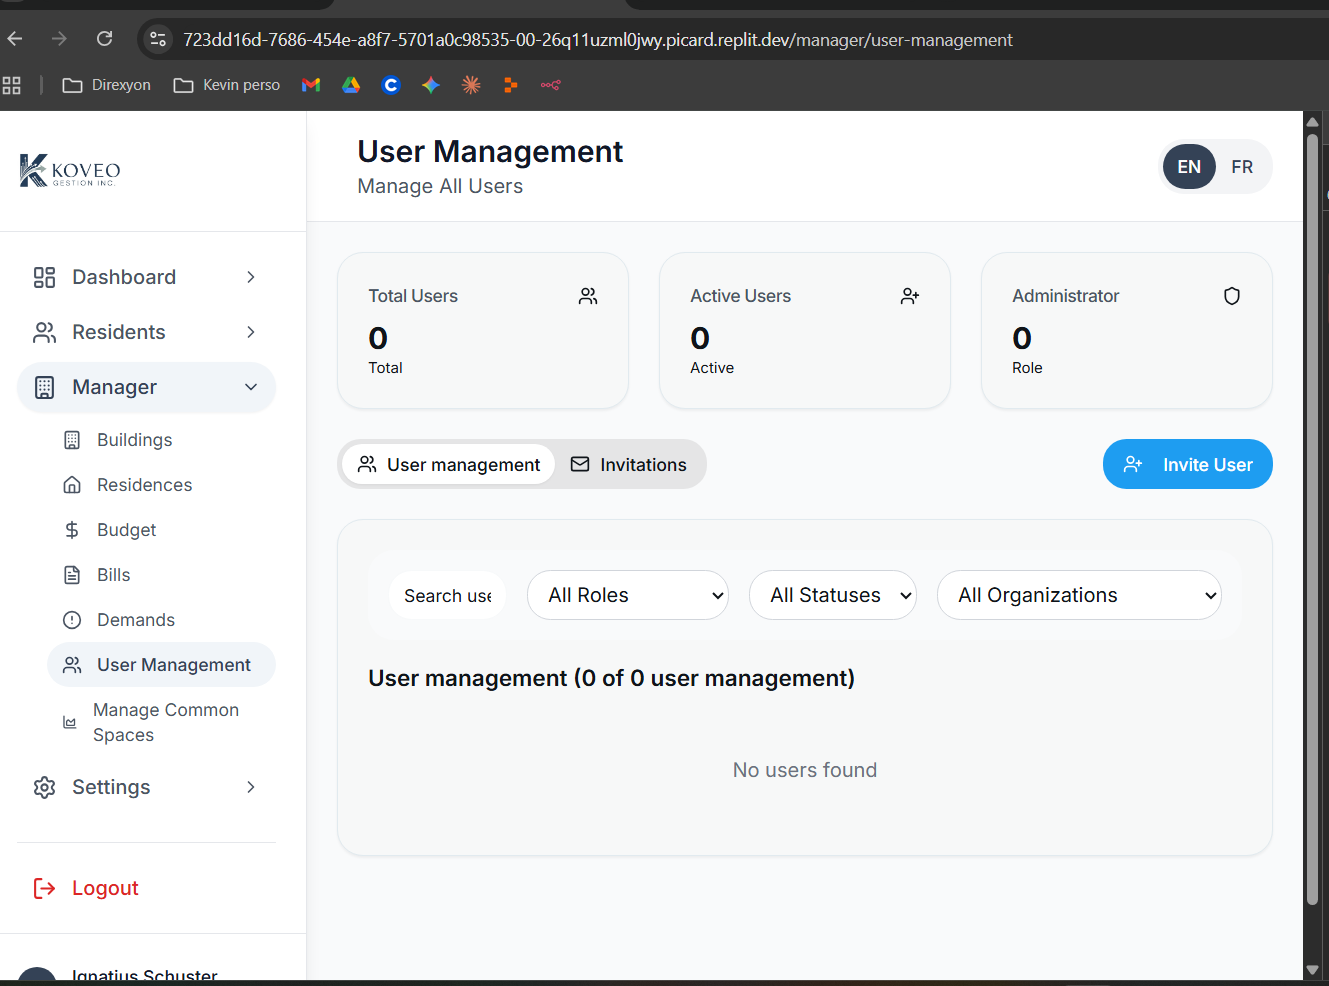 723dd16d-7686-454e-a8f7-5701a0c98535-00-26q11uzml0jwy.picard.replit.dev/manager/user-management
Direxyon
Kevin perso
KOVEO
GESTION INC.
User Management
Manage All Users
EN
FR
Dashboard
Residents
Manager
Buildings
Residences
Budget
Bills
Demands
User Management
Manage Common
Spaces
Settings
Logout
Ignatius Schuster
Total Users
0
Total
Active Users
0
Active
Administrator
0
Role
User management
Invitations
Invite User
Search use
All Roles
All Statuses
All Organizations
User management (0 of 0 user management)
No users found